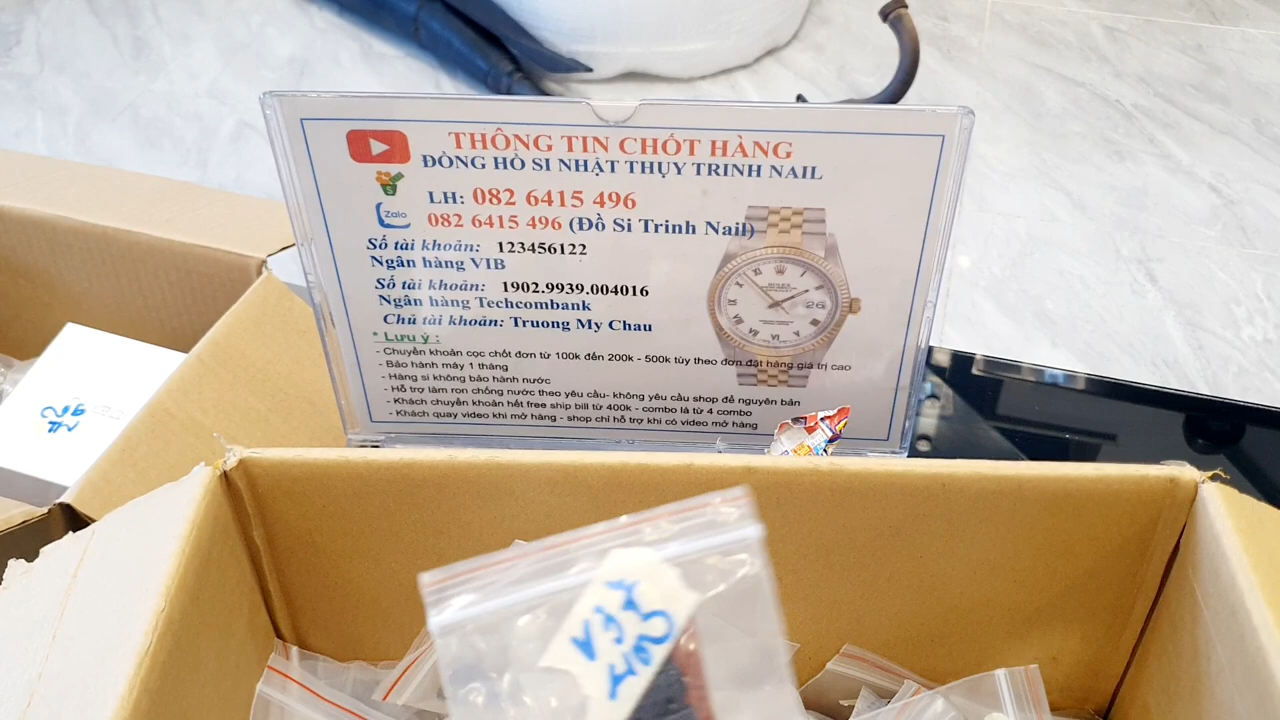 THÔNG TIN CHỐT HÀNG
ĐỒNG HỒ SI NHẬT THỤY TRINH NAIL
LH: 082 6415 496
Zalo
082 6415 496 (Đồ Si Trinh Nail)
Số tài khoản: 123456122
Ngân hàng VIB
Số tài khoản: 1902.9939.004016
Ngân hàng Techcombank
Chủ tài khoản: Truong My Chau
* Lưu ý :
- Chuyển khoản cọc chốt đơn từ 100k đến 200k - 500k tùy theo đơn đặt hàng giá trị cao
- Bảo hành máy 1 tháng
- Hàng si không bảo hành nước
- Hỗ trợ làm ron chống nước theo yêu cầu- không yêu cầu shop để nguyên bản
- Khách chuyển khoản hết free ship bill từ 400k - combo là từ 4 combo
- Khách quay video khi mở hàng - shop chỉ hỗ trợ khi có video mở hàng
ROLEX
26